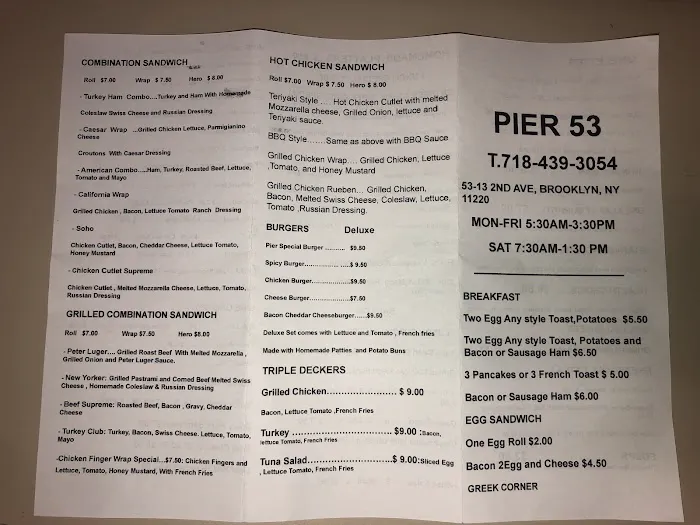 COMBINATION SANDWICH
Roll $7.00 Wrap $ 7.50 Hero $ 8.00
- Turkey Ham Combo....Turkey and Ham With Homemade
Coleslaw Swiss Cheese and Russian Dressing
- Caesar Wrap ...Grilled Chicken Lettuce, Parmigianino
Cheese
Croutons With Caesar Dressing
- American Combo....Ham, Turkey, Roasted Beef, Lettuce,
Tomato and Mayo
- California Wrap
Grilled Chicken , Bacon, Lettuce Tomato Ranch Dressing
- Soho
Chicken Cutlet, Bacon, Cheddar Cheese, Lettuce Tomato,
Honey Mustard
- Chicken Cutlet Supreme
Chicken Cutlet , Melted Mozzarella Cheese, Lettuce, Tomato,
Russian Dressing
GRILLED COMBINATION SANDWICH
Roll $7.00 Wrap $7.50 Hero $8.00
- Peter Luger.... Grilled Roast Beef With Melted Mozzarella ,
Grilled Onion and Peter Luger Sauce.
- New Yorker: Grilled Pastrami and Corned Beef Melted Swiss
Cheese , Homemade Coleslaw & Russian Dressing
- Beef Supreme: Roasted Beef, Bacon , Gravy, Cheddar
Cheese
- Turkey Club: Turkey, Bacon, Swiss Cheese. Lettuce, Tomato,
Mayo
-Chicken Finger Wrap Special...$7.50: Chicken Fingers and
Lettuce, Tomato, Honey Mustard, With French Fries
HOT CHICKEN SANDWICH
Roll $7.00 Wrap $ 7.50 Hero $ 8.00
Teriyaki Style .... Hot Chicken Cutlet with melted
Mozzarella cheese, Grilled Onion, lettuce and
Teriyaki sauce.
BBQ Style......Same as above with BBQ Sauce
Grilled Chicken Wrap.... Grilled Chicken, Lettuce
,Tomato, and Honey Mustard
Grilled Chicken Rueben... Grilled Chicken,
Bacon, Melted Swiss Cheese, Coleslaw, Lettuce,
Tomato ,Russian Dressing.
BURGERS Deluxe
Pier Special Burger .......... $9.50
Spicy Burger..................$ 9.50
Chicken Burger................$9.50
Cheese Burger.................$7.50
Bacon Cheddar Cheeseburger.....$9.50
Deluxe Set comes with Lettuce and Tomato , French fries
Made with Homemade Patties and Potato Buns
TRIPLE DECKERS
Grilled Chicken..................... $ 9.00
Bacon, Lettuce Tomato ,French Fries
Turkey ..............................$9.00 :Bacon,
lettuce Tomato, French Fries
Tuna Salad.........................$ 9.00:Sliced Egg
, Lettuce Tomato, French Fries
PIER 53
T.718-439-3054
53-13 2ND AVE, BROOKLYN, NY
11220
MON-FRI 5:30AM-3:30PM
SAT 7:30AM-1:30 PM
BREAKFAST
Two Egg Any style Toast,Potatoes $5.50
Two Egg Any style Toast, Potatoes and
Bacon or Sausage Ham $6.50
3 Pancakes or 3 French Toast $ 5.00
Bacon or Sausage Ham $6.00
EGG SANDWICH
One Egg Roll $2.00
Bacon 2Egg and Cheese $4.50
GREEK CORNER